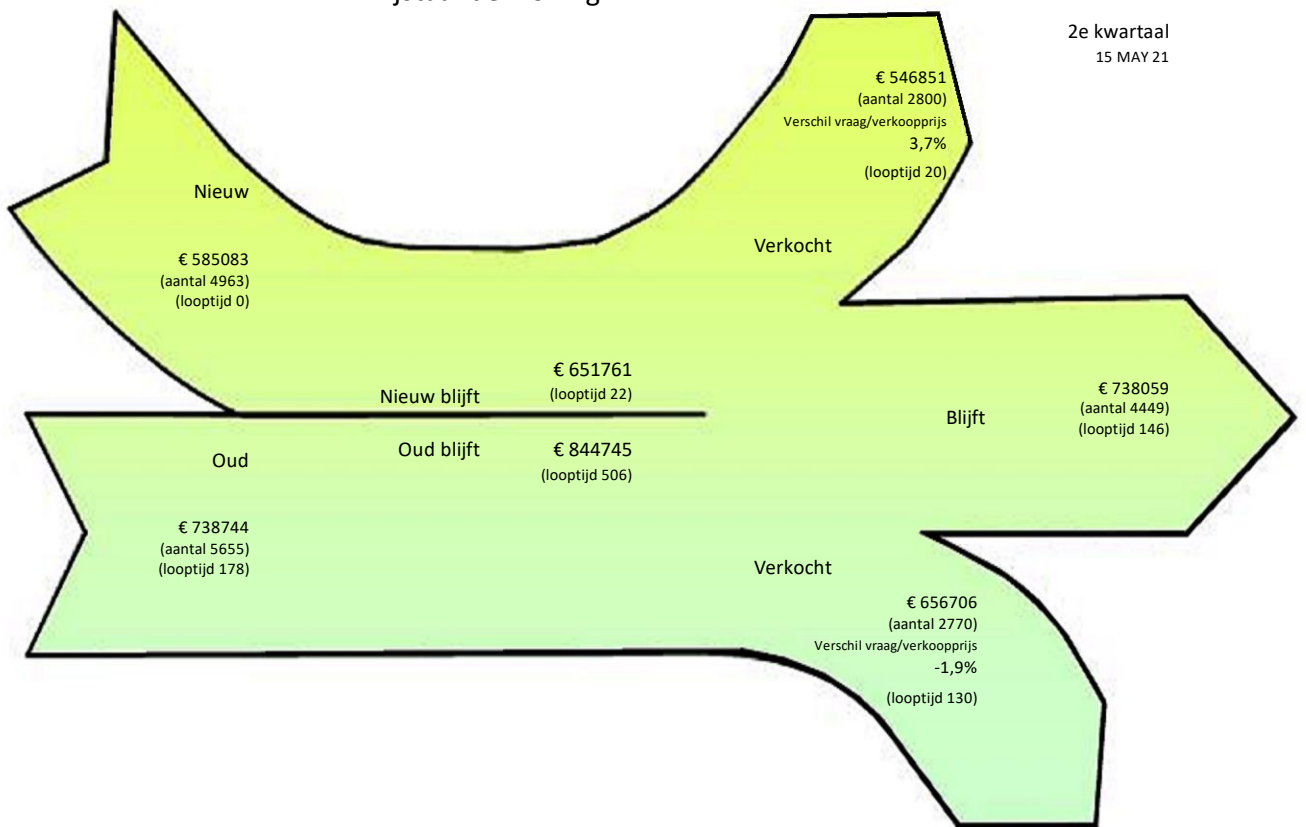 2e kwartaal
15 MAY 21
€ 546851
(aantal 2800)
Verschil vraag/verkoopprijs
3,7%
(looptijd 20)
Nieuw
Verkocht
€ 585083
(aantal 4963)
(looptijd 0)
€ 651761
(looptijd 22)
Nieuw blijft
€ 738059
(aantal 4449)
(looptijd 146)
Blijft
Oud blijft
€ 844745
(looptijd 506)
Oud
€ 738744
(aantal 5655)
(looptijd 178)
Verkocht
€ 656706
(aantal 2770)
Verschil vraag/verkoopprijs
-1,9%
(looptijd 130)